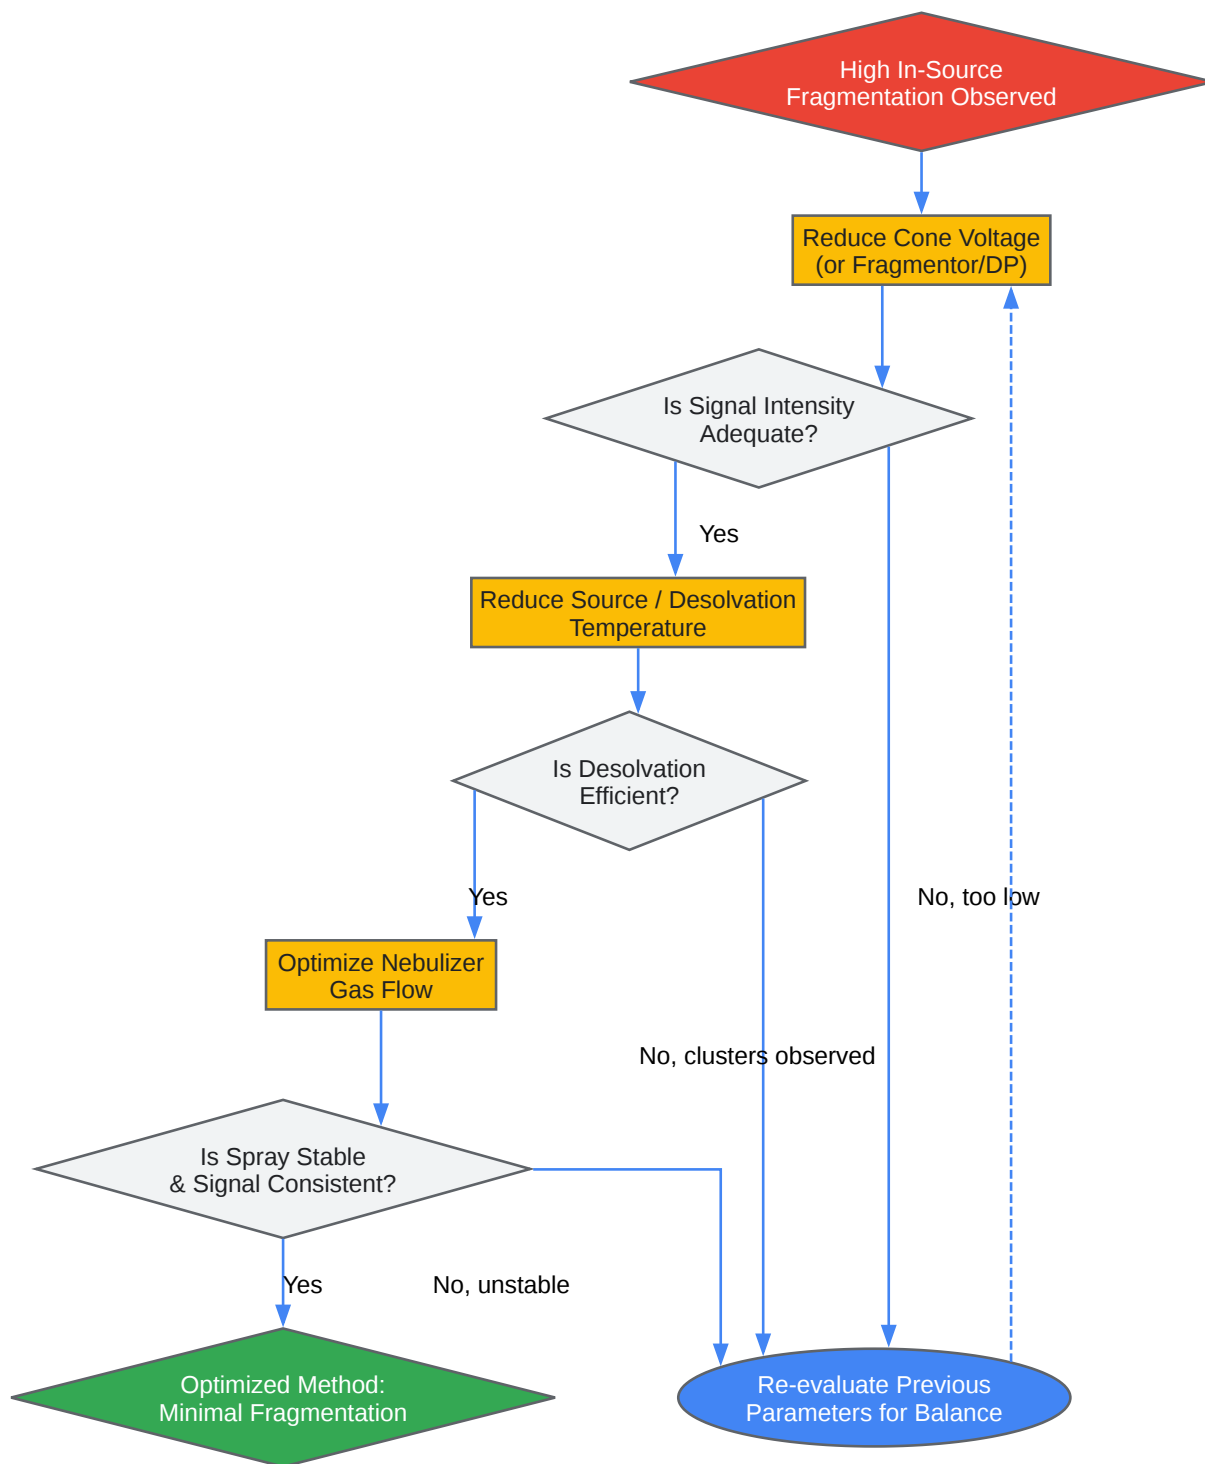 High In-Source
Fragmentation Observed
Reduce Cone Voltage
(or Fragmentor/DP)
Is Signal Intensity
Adequate?
Yes
Reduce Source / Desolvation
Temperature
Is Desolvation
Efficient?
Yes
No, too low
Optimize Nebulizer
Gas Flow
No, clusters observed
Is Spray Stable
& Signal Consistent?
Yes
No, unstable
Optimized Method:
Minimal Fragmentation
Re-evaluate Previous
Parameters for Balance